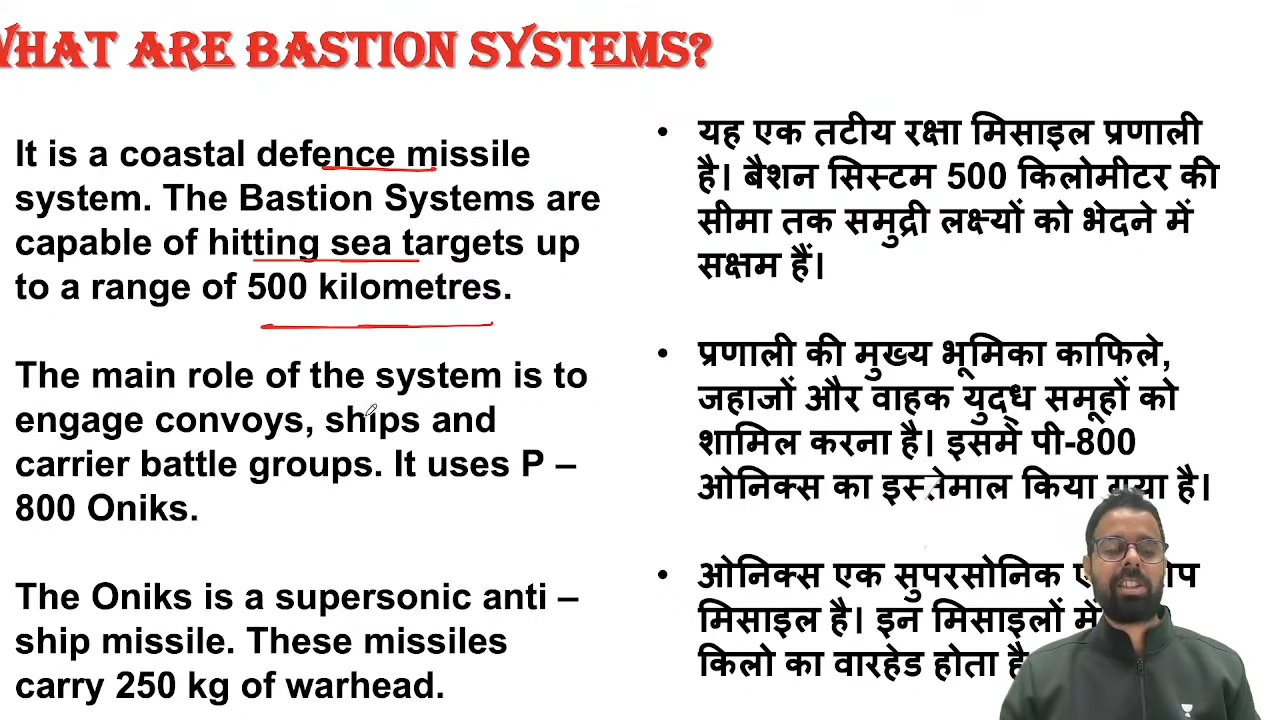 WHAT ARE BASTION SYSTEMS?
It is a coastal defence missile
system. The Bastion Systems are
capable of hitting sea targets up
to a range of 500 kilometres.
The main role of the system is to
engage convoys, ships and
carrier battle groups. It uses P –
800 Oniks.
The Oniks is a supersonic anti –
ship missile. These missiles
carry 250 kg of warhead.
• यह एक तटीय रक्षा मिसाइल प्रणाली
है। बैशन सिस्टम 500 किलोमीटर की
सीमा तक समुद्री लक्ष्यों को भेदने में
सक्षम हैं।
• प्रणाली की मुख्य भूमिका काफिले,
जहाजों और वाहक युद्ध समूहों को
शामिल करना है। इसमें पी-800
ओनिक्स का इस्तेमाल किया गया है।
• ओनिक्स एक सुपरसोनिक
मिसाइल है। इन मिसाइलों में
किलो का वारहेड होता है